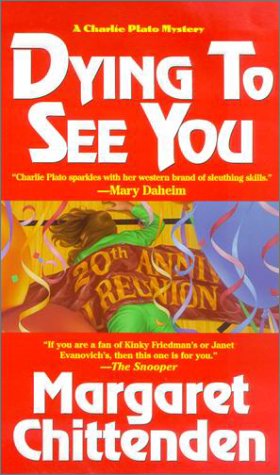 A Charlie Plato Mystery
DYING TO
SEE YOU
"Charlie Plato sparkles with her western brand of sleuthing skills."
—Mary Daheim
20TH ANN
REUNION
"If you are a fan of Kinky Friedman's or Janet
Evanovich's, then this one is for you."
—The Snooper
Margaret
Chittenden